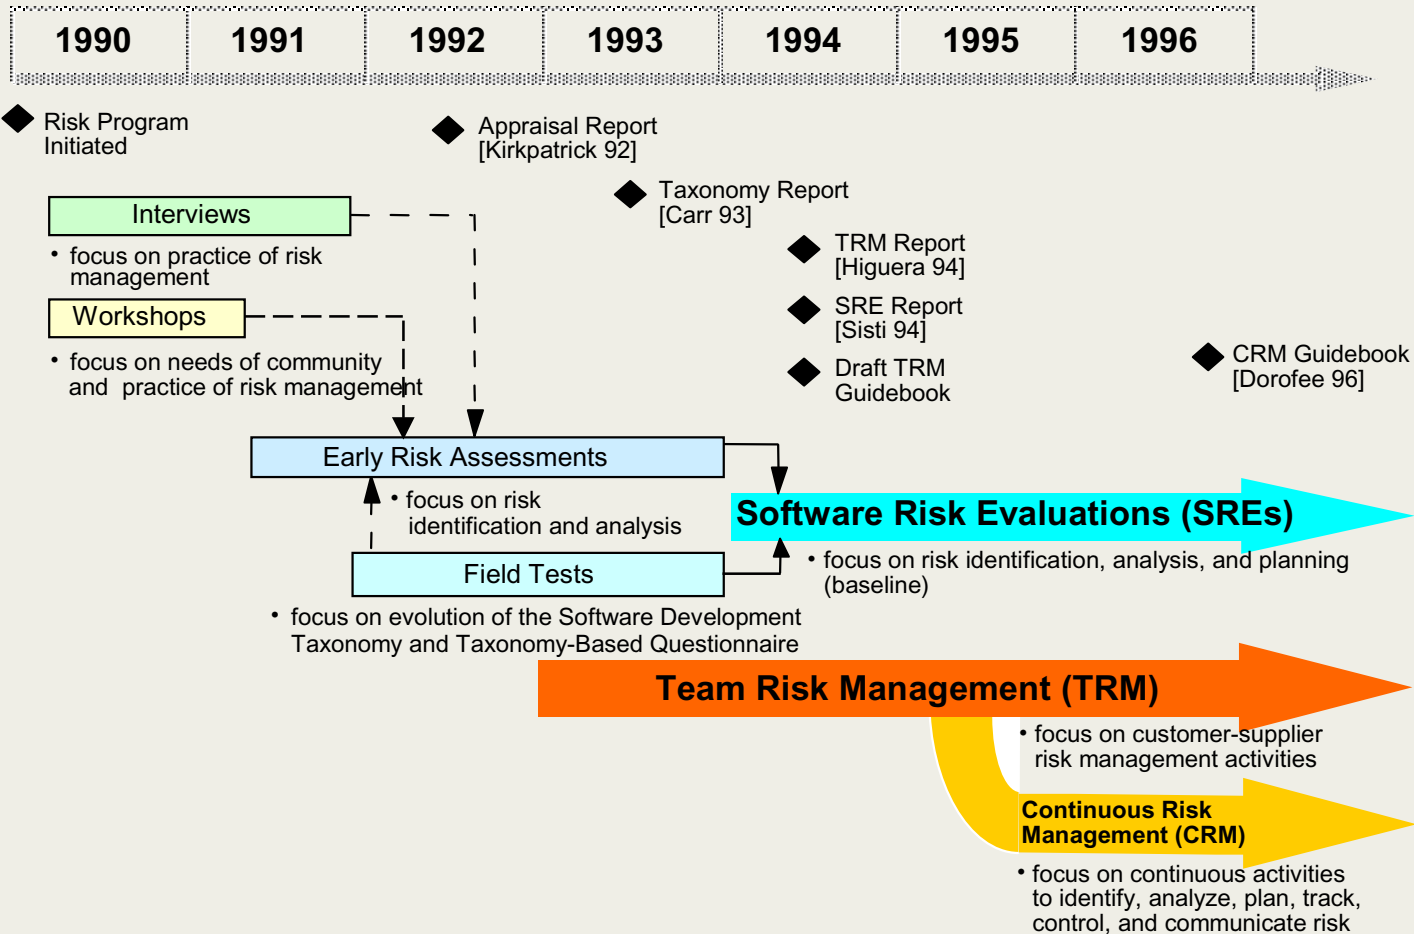 1990 1991 1992 1993 1994 1995 1996
Risk Program
Initiated
Appraisal Report
[Kirkpatrick 92]
Taxonomy Report
[Carr 93]
Interviews
• focus on practice of risk
management
TRM Report
[Higuera 94]
Workshops
SRE Report
[Sisti 94]
• focus on needs of community
and practice of risk management
Draft TRM
Guidebook
CRM Guidebook
[Dorofee 96]
Early Risk Assessments
• focus on risk
identification and analysis
Software Risk Evaluations (SREs)
• focus on risk identification, analysis, and planning
(baseline)
Field Tests
• focus on evolution of the Software Development
Taxonomy and Taxonomy-Based Questionnaire
Team Risk Management (TRM)
• focus on customer-supplier
risk management activities
Continuous Risk
Management (CRM)
• focus on continuous activities
to identify, analyze, plan, track,
control, and communicate risk